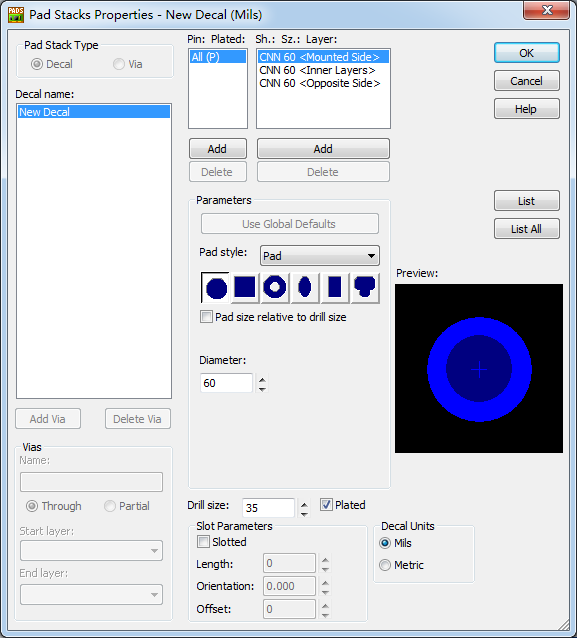 PADS
Pad Stacks Properties - New Decal (Mils)
Pad Stack Type
Decal
Via
Decal name:
New Decal
Add Via
Delete Via
Vias
Name:
Through
Partial
Start layer:
End layer:
Pin: Plated:
All (P)
Add
Delete
Sh.: Sz.: Layer:
CNN 60 <Mounted Side>
CNN 60 <Inner Layers>
CNN 60 <Opposite Side>
Add
Delete
Parameters
Use Global Defaults
Pad style:
Pad
Pad size relative to drill size
Diameter:
60
Drill size:
35
Plated
Slot Parameters
Slotted
Length:
0
Orientation:
0.000
Offset:
0
Decal Units
Mils
Metric
OK
Cancel
Help
List
List All
Preview: